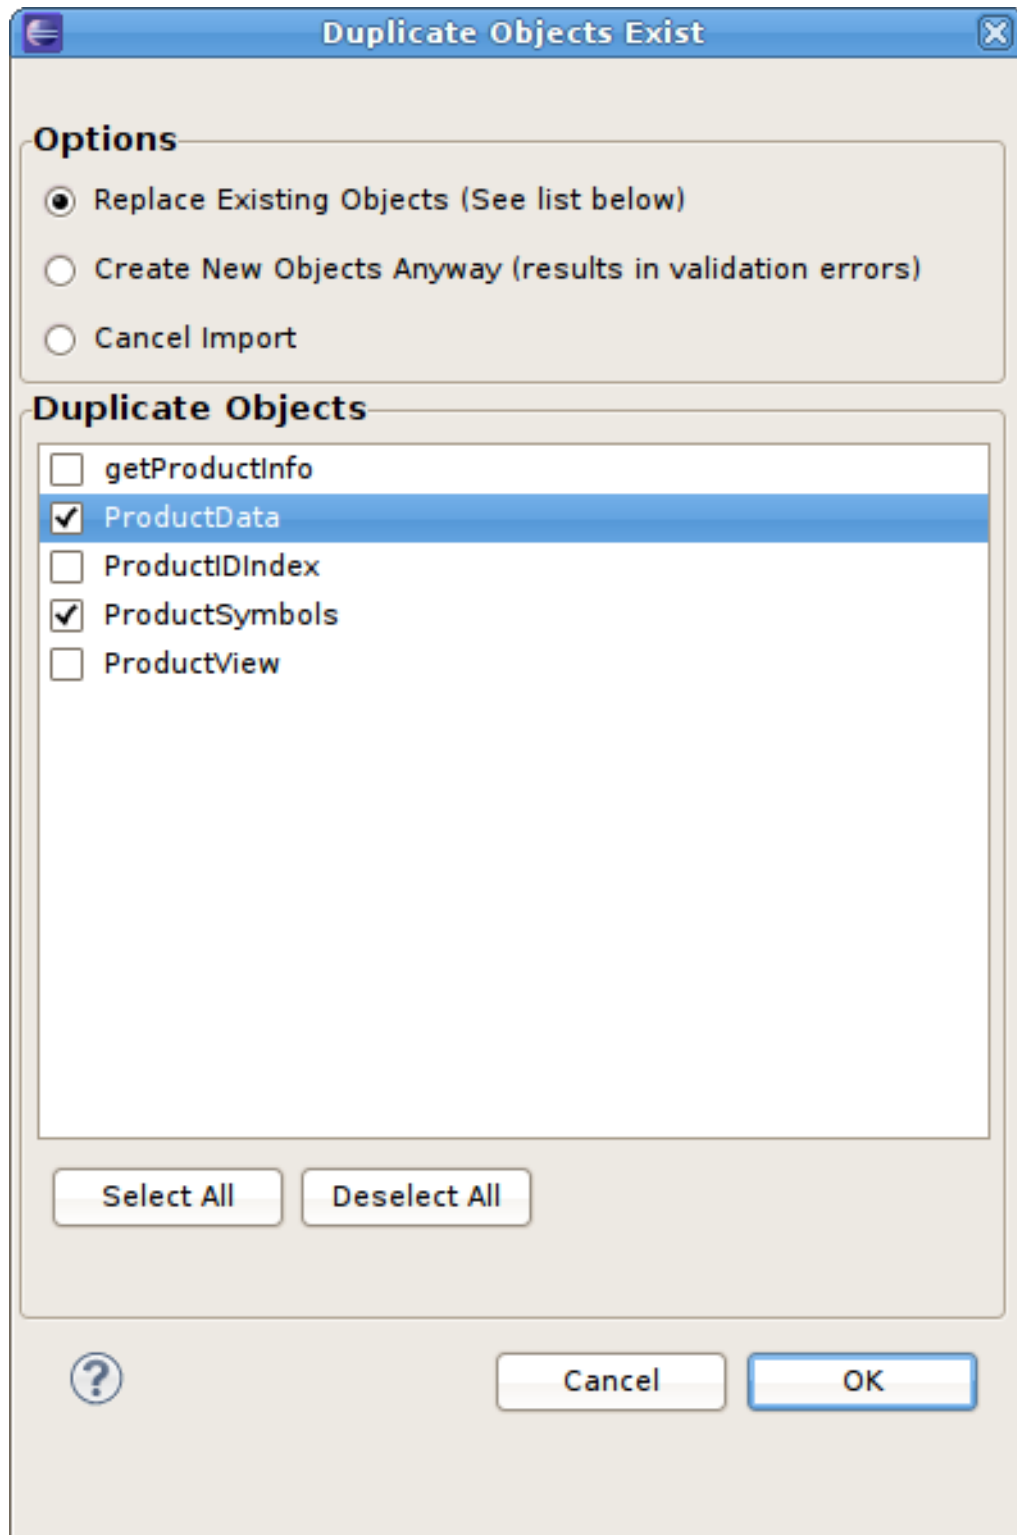 Duplicate Objects Exist
Options
Replace Existing Objects (See list below)
Create New Objects Anyway (results in validation errors)
Cancel Import
Duplicate Objects
getProductInfo
ProductData
ProductIDIndex
ProductSymbols
ProductView
Select All Deselect All
? Cancel OK